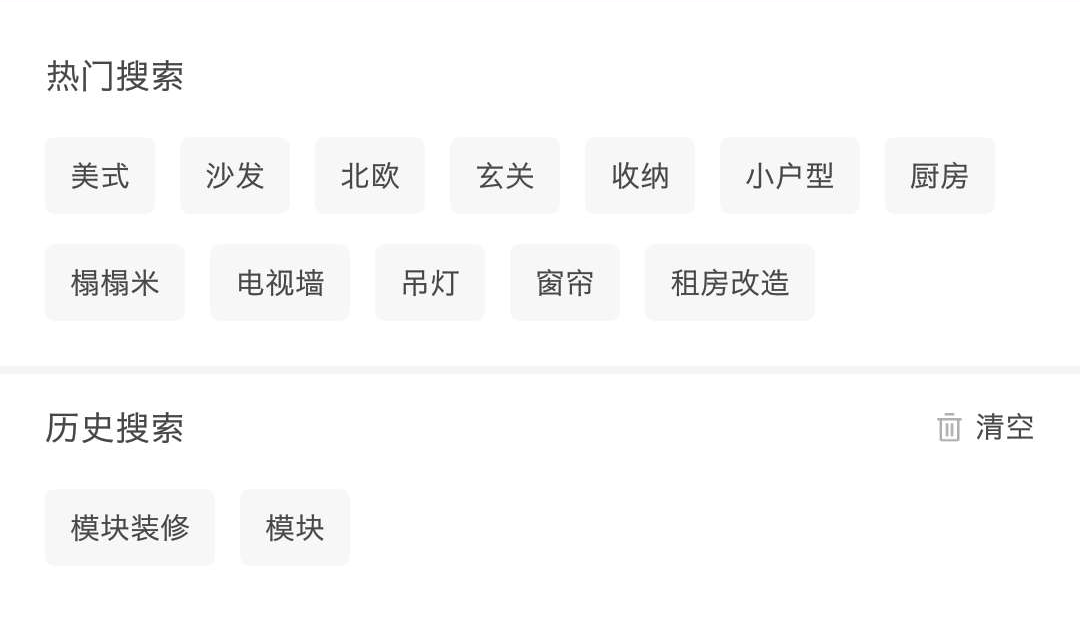 热门搜索
美式 沙发 北欧 玄关 收纳 小户型 厨房
榻榻米 电视墙 吊灯 窗帘 租房改造
历史搜索 清空
模块装修 模块